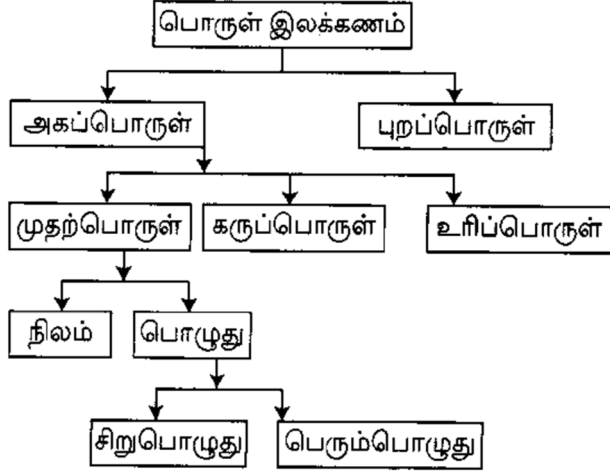 பொருள் இலக்கணம்
அகப்பொருள்
புறப்பொருள்
முதற்பொருள்
கருப்பொருள்
உரிப்பொருள்
நிலம்
பொழுது
சிறுபொழுது
பெரும்பொழுது